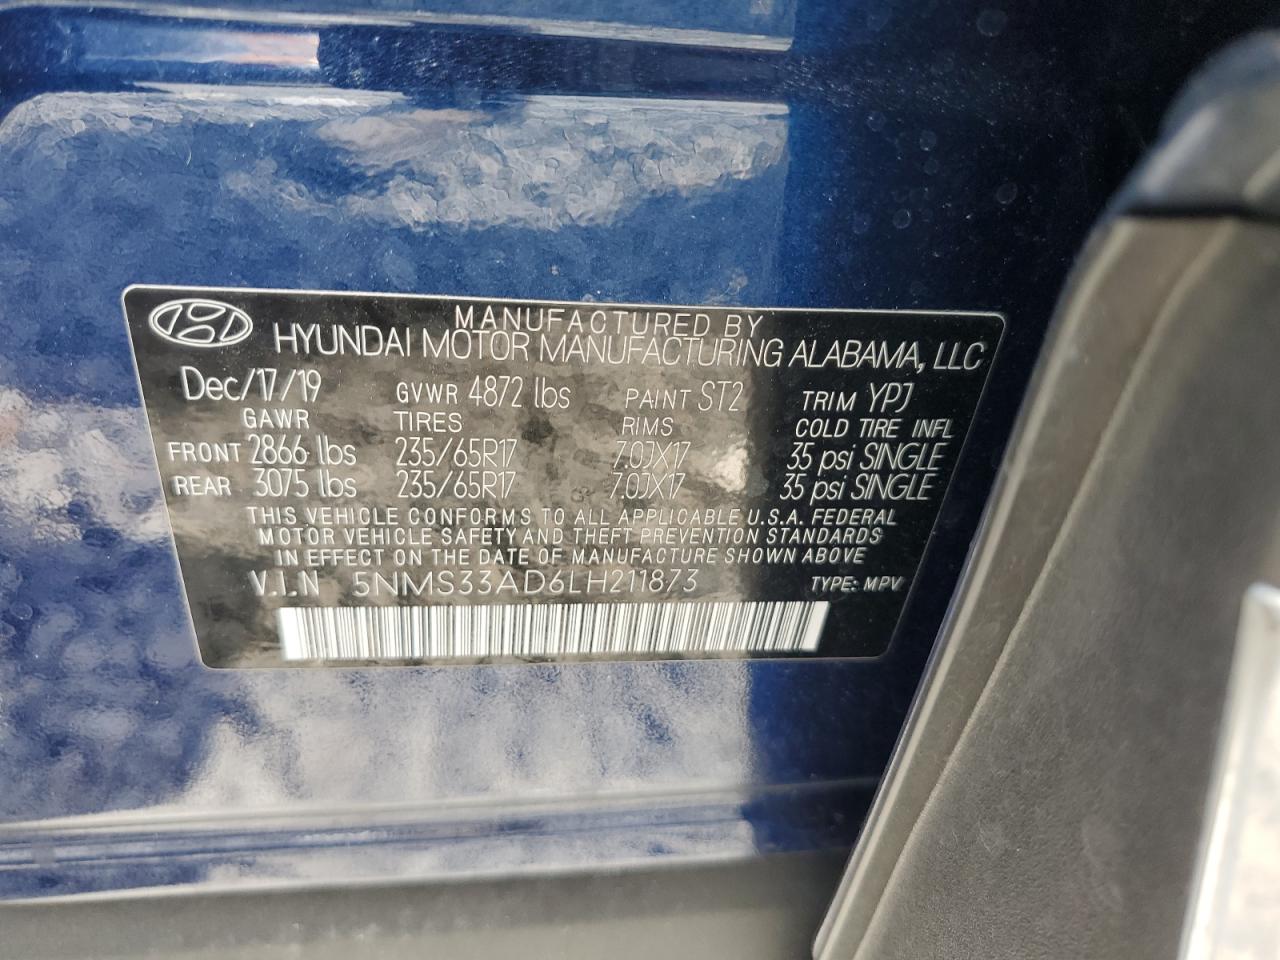 MANUFACTURED BY
HYUNDAI MOTOR MANUFACTURING ALABAMA, LLC
Dec/17/19 GVWR 4872 lbs PAINT ST2 TRIM YPJ
GAWR TIRES RIMS COLD TIRE INFL
FRONT 2866 lbs 235/65R17 7.0JX17 35 psi SINGLE
REAR 3075 lbs 235/65R17 7.0JX17 35 psi SINGLE
THIS VEHICLE CONFORMS TO ALL APPLICABLE U.S.A. FEDERAL
MOTOR VEHICLE SAFETY AND THEFT PREVENTION STANDARDS
IN EFFECT ON THE DATE OF MANUFACTURE SHOWN ABOVE
V.I.N 5NMS33AD6LH211873 TYPE: MPV